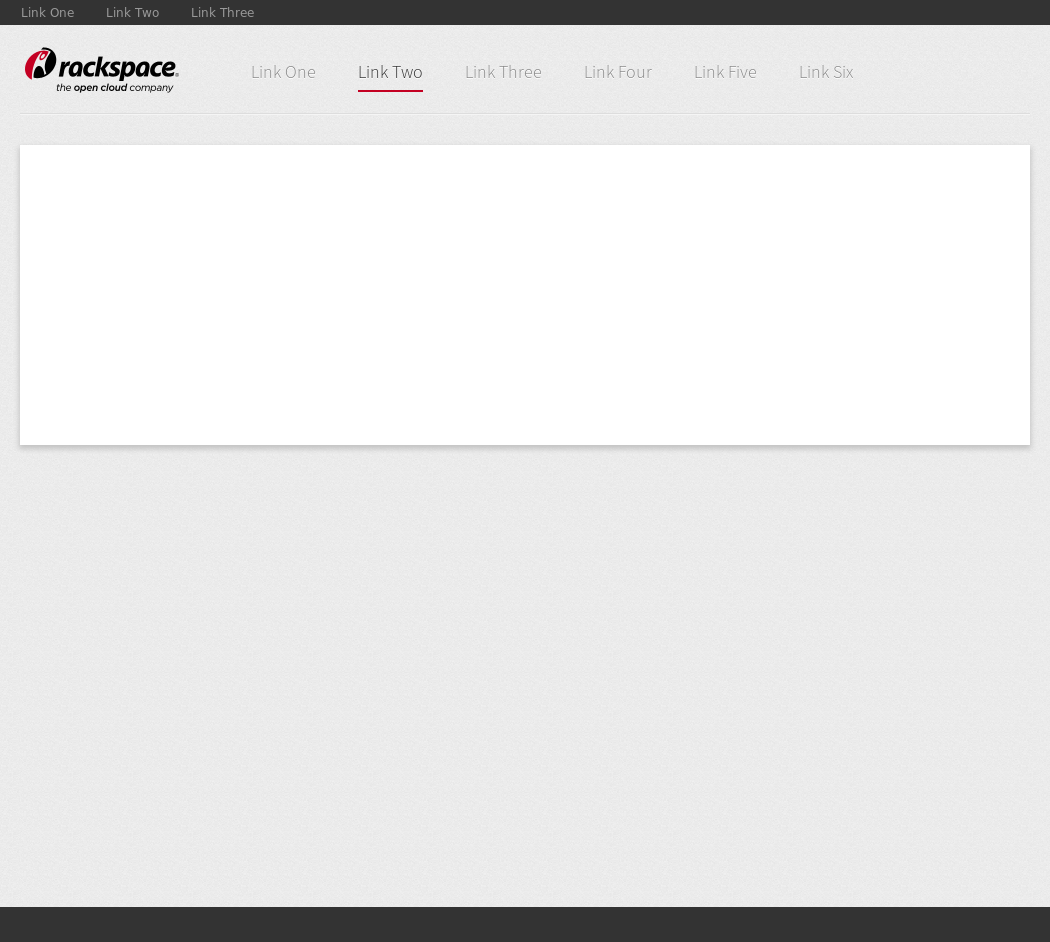 Link One Link Two Link Three
rackspace®
the open cloud company
Link One Link Two Link Three Link Four Link Five Link Six